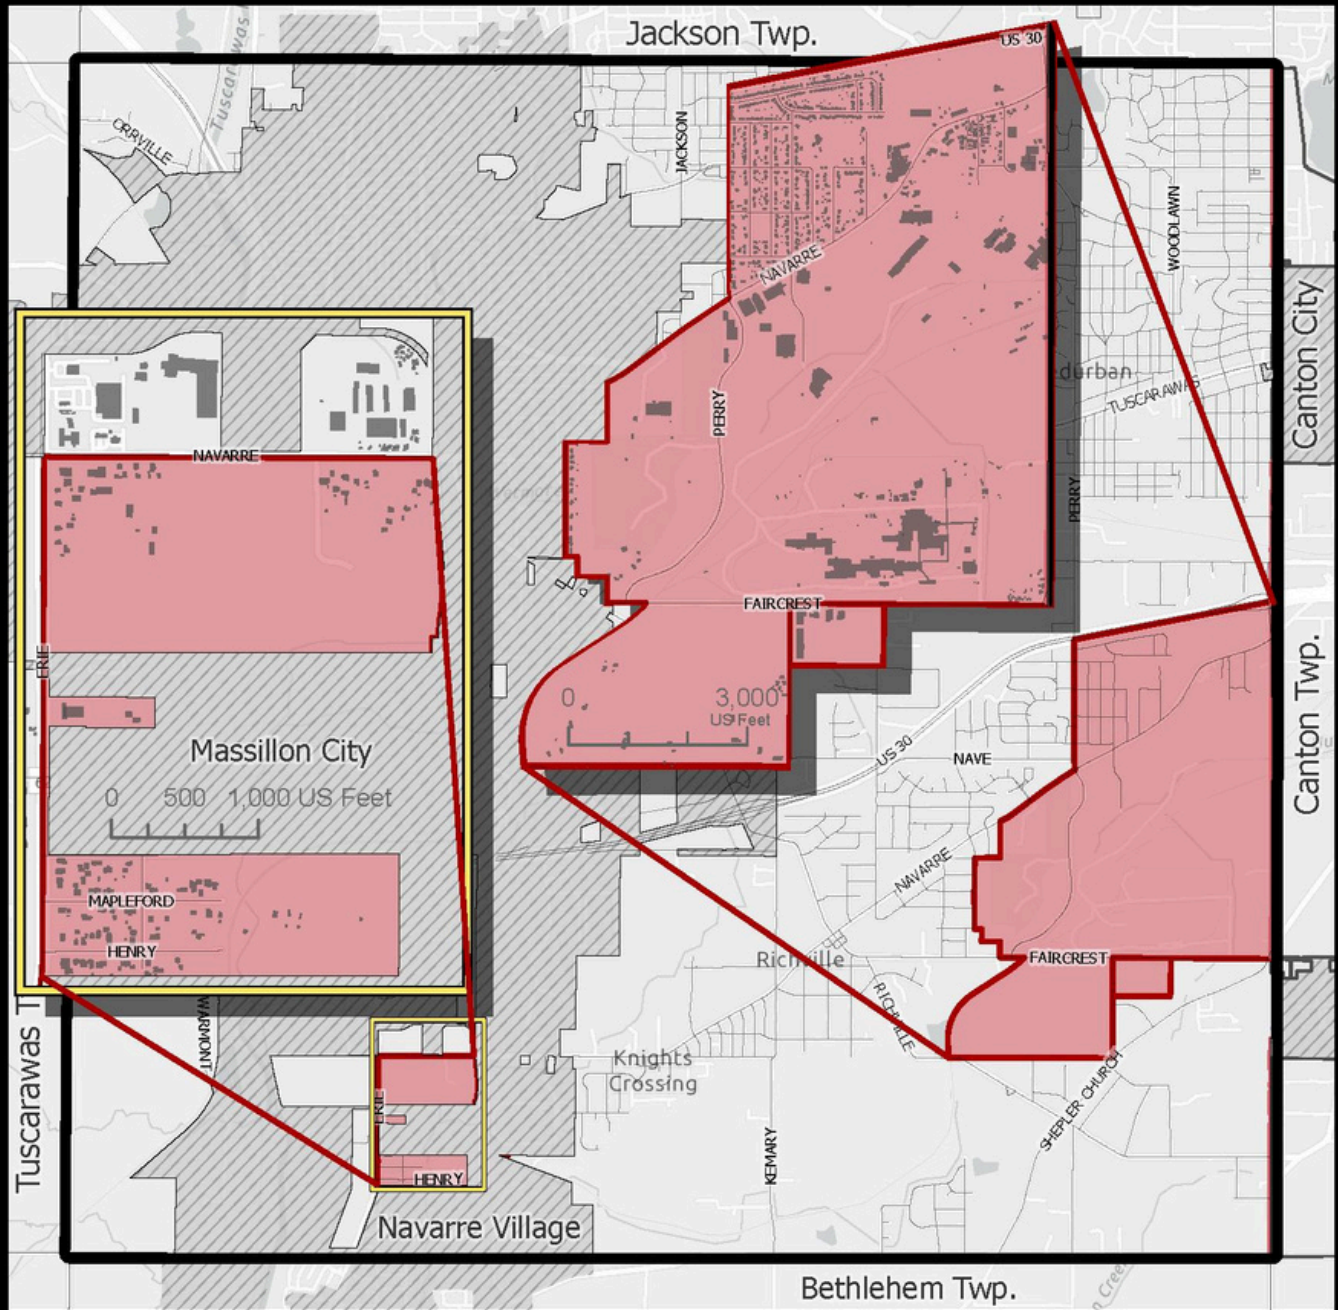 Jackson Twp.
US 30
Tuscarawas
ORRVILLE
JACKSON
WOODLAWN
NAVARRE
Canton City
durban
TUSCARAWAS
PERRY
NAVARRE
PERRY
ERIE
FAIRCREST
Massillon City
0
3,000
US Feet
0 500 1,000 US Feet
US 30
NAVE
Canton Twp.
MAPLEFORD
HENRY
NAVARRE
Richville
FAIRCREST
RICHVILLE
Tuscarawas T
WARMONT
Knights
Crossing
SHEPLER CHURCH
ERIE
KEMARY
HENRY
Navarre Village
Bethlehem Twp.